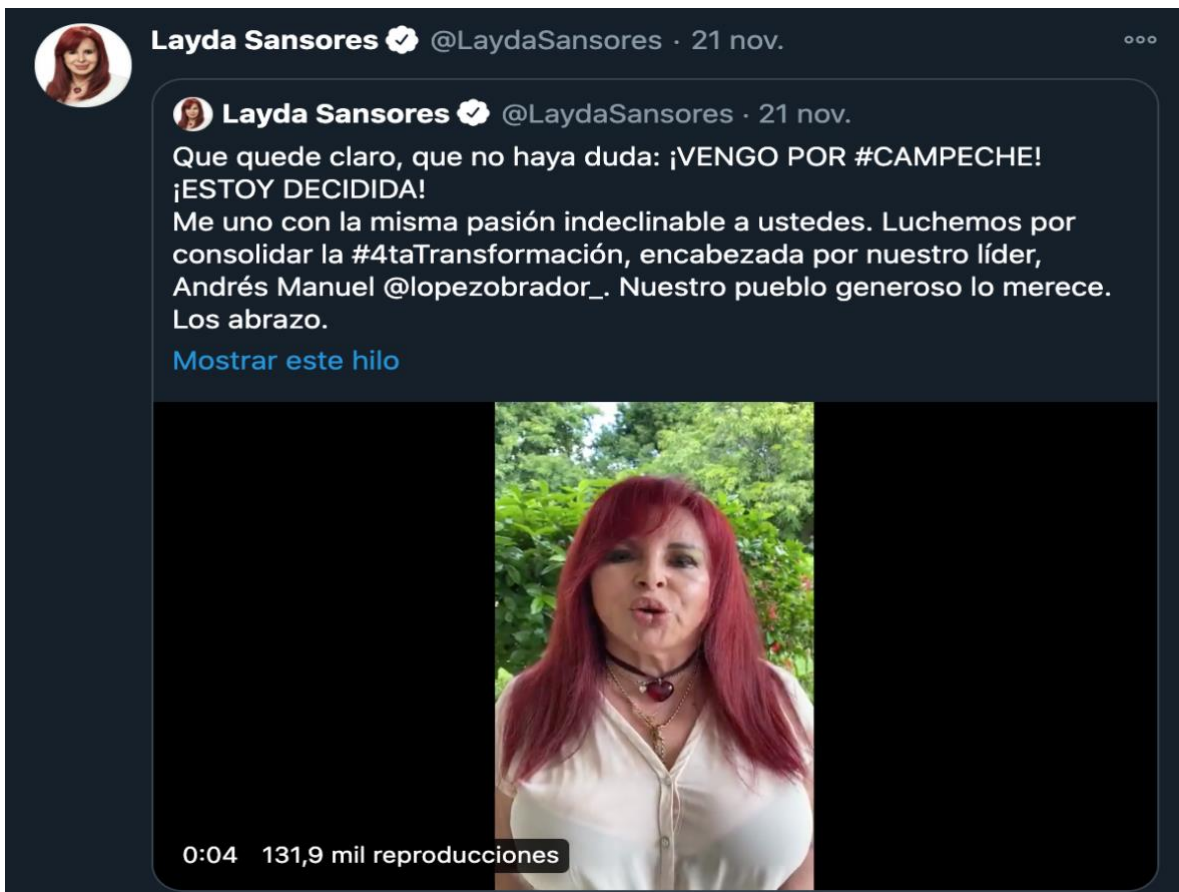 Layda Sansores @LaydaSansores · 21 nov.
Layda Sansores @LaydaSansores · 21 nov.
Que quede claro, que no haya duda: ¡VENGO POR #CAMPECHE!
¡ESTOY DECIDIDA!
Me uno con la misma pasión indeclinable a ustedes. Luchemos por
consolidar la #4taTransformación, encabezada por nuestro líder,
Andrés Manuel @lopezobrador_. Nuestro pueblo generoso lo merece.
Los abrazo.
Mostrar este hilo
0:04 131,9 mil reproducciones